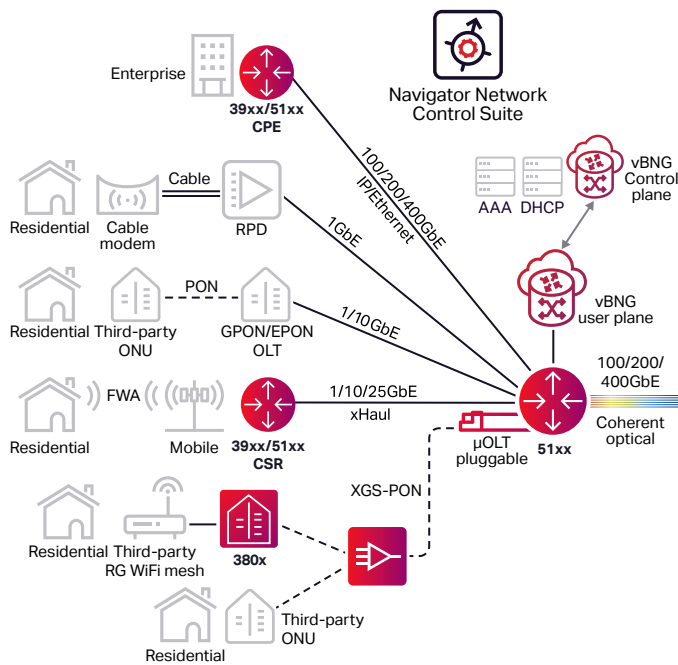 Navigator Network
Control Suite
Enterprise
39xx/51xx
CPE
100/200/400GbE
IP/Ethernet
AAA
DHCP
vBNG
Control
plane
Cable
Residential
Cable
modem
RPD
1GbE
vBNG
user plane
PON
Residential
Third-party
ONU
GPON/EPON
OLT
1/10GbE
100/200/
400GbE
Coherent
optical
51xx
FWA
Residential
Mobile
39xx/51xx
CSR
1/10/25GbE
xHaul
µOLT
pluggable
XGS-PON
Residential
Third-party
RG WiFi mesh
380x
Residential
Third-party
ONU